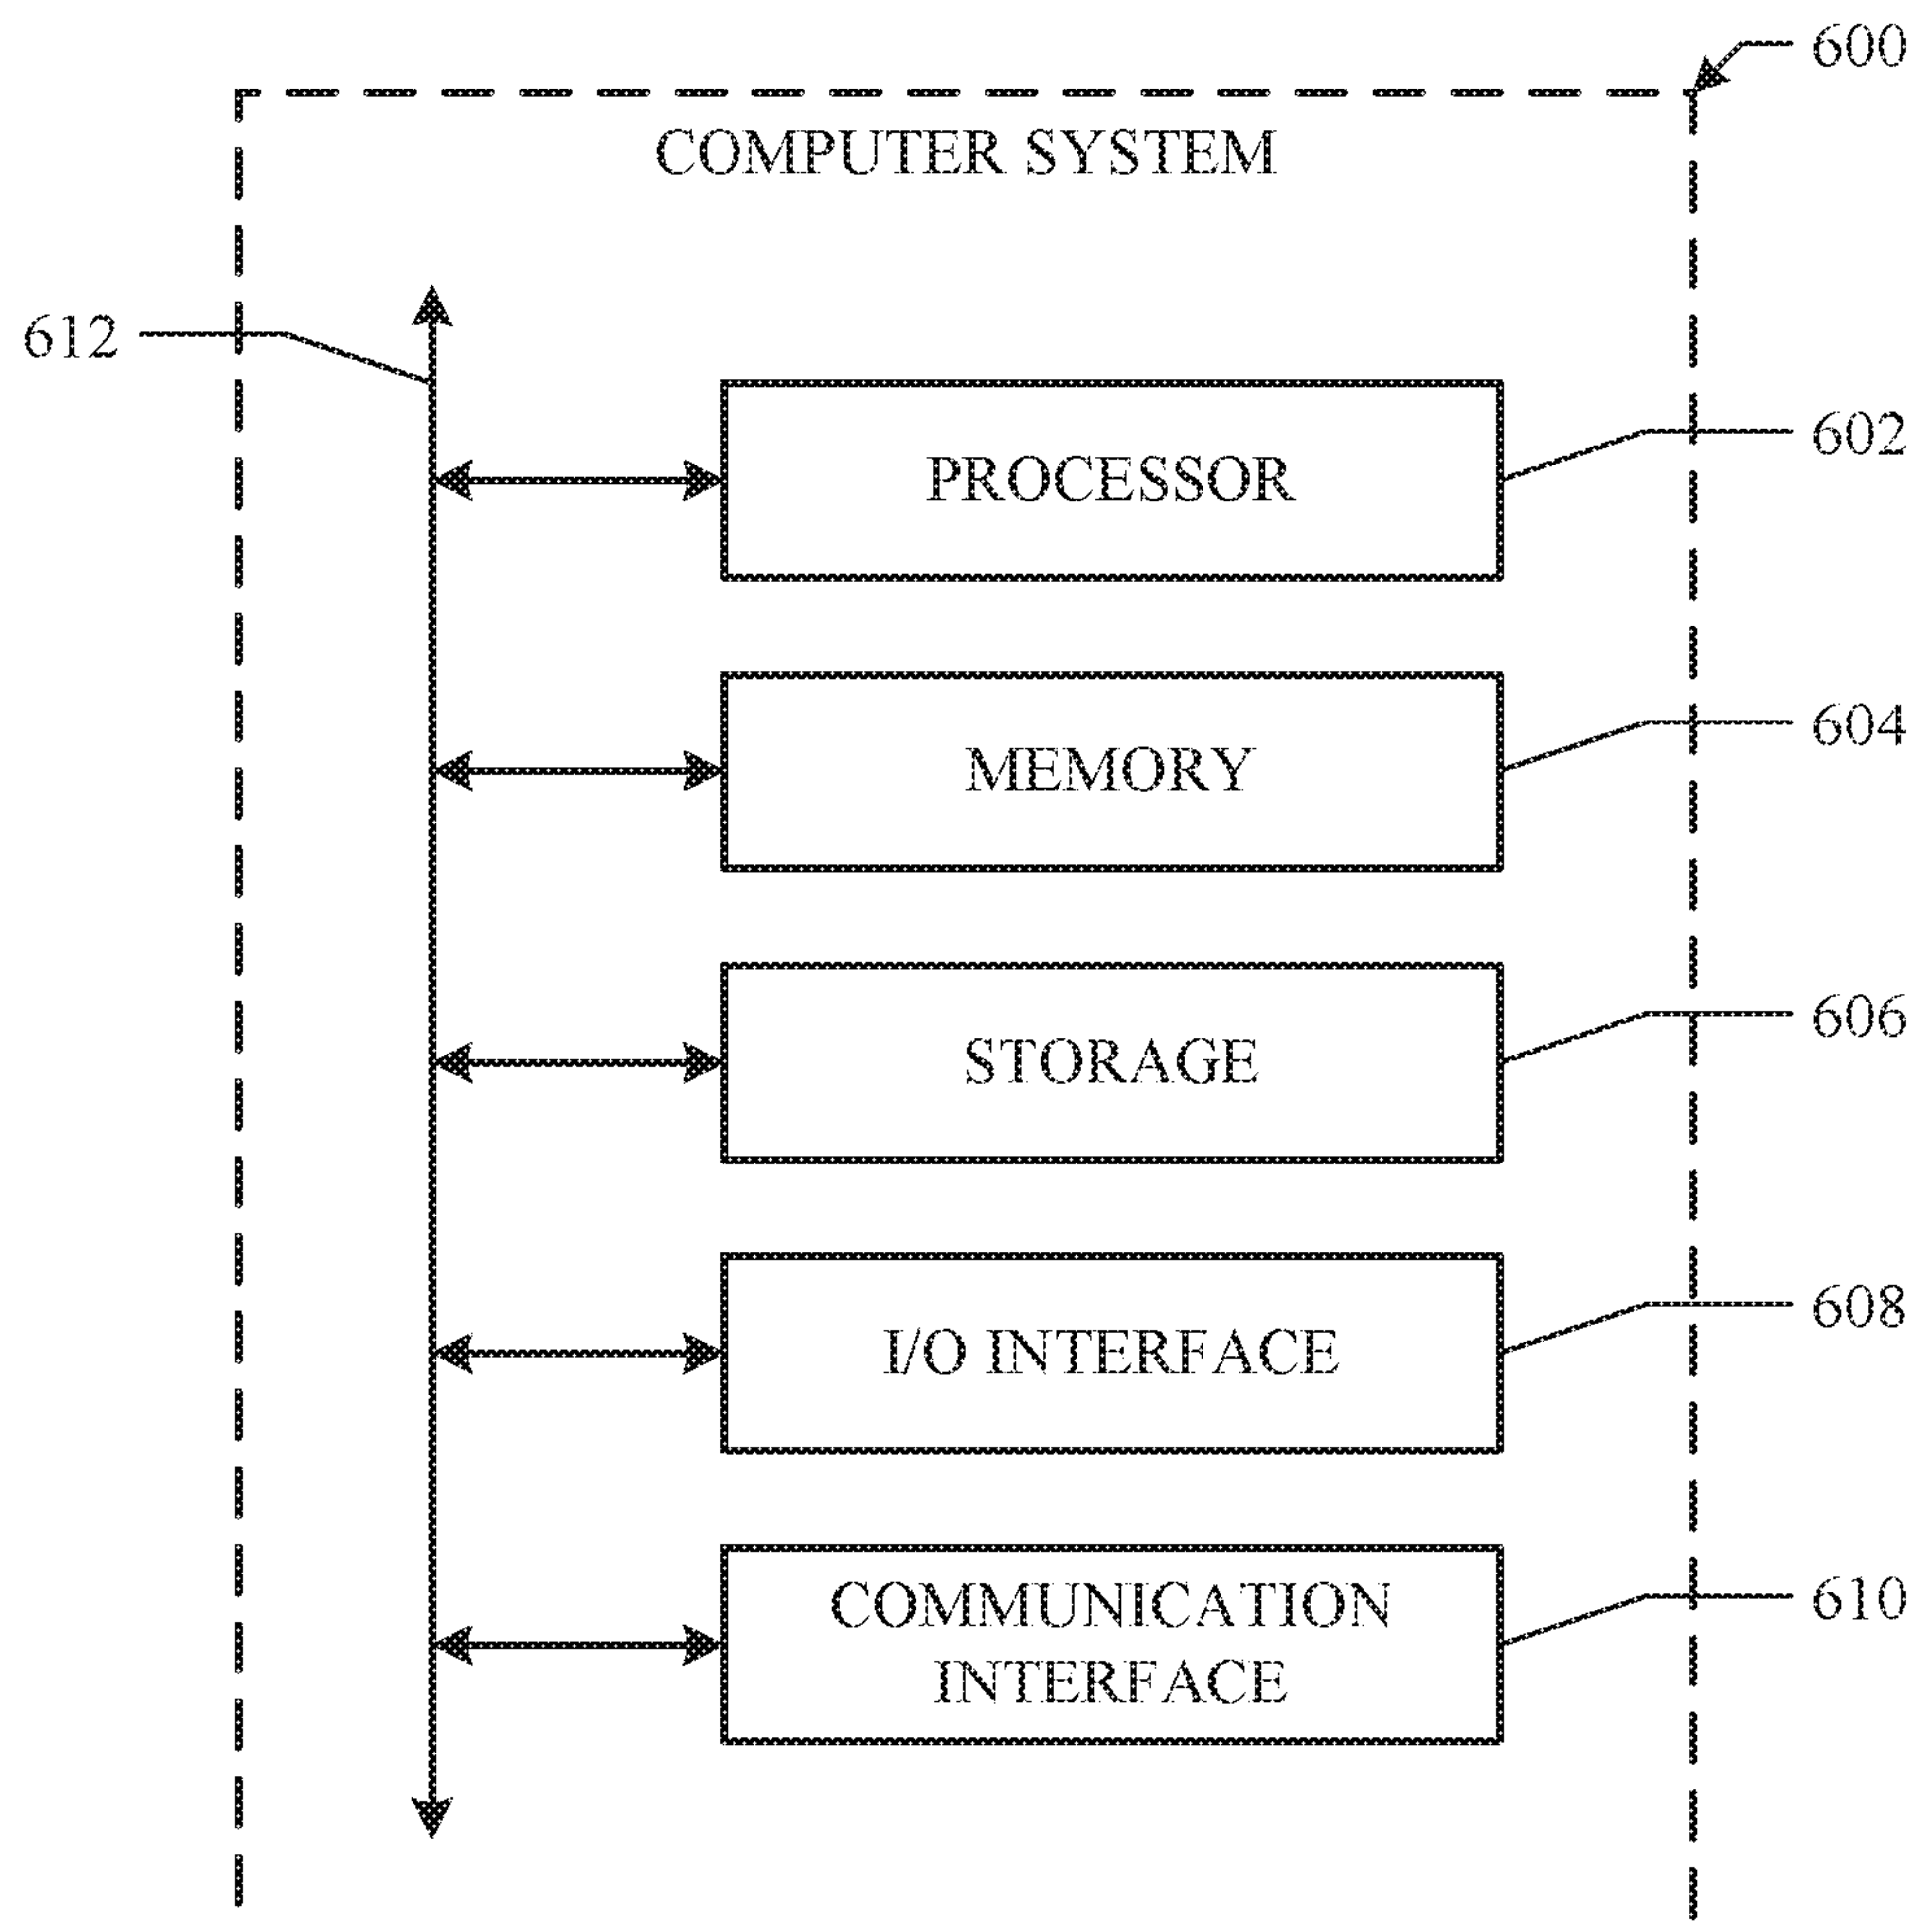 600
COMPUTER SYSTEM
612
PROCESSOR
602
MEMORY
604
STORAGE
606
I/O INTERFACE
608
COMMUNICATION
INTERFACE
610